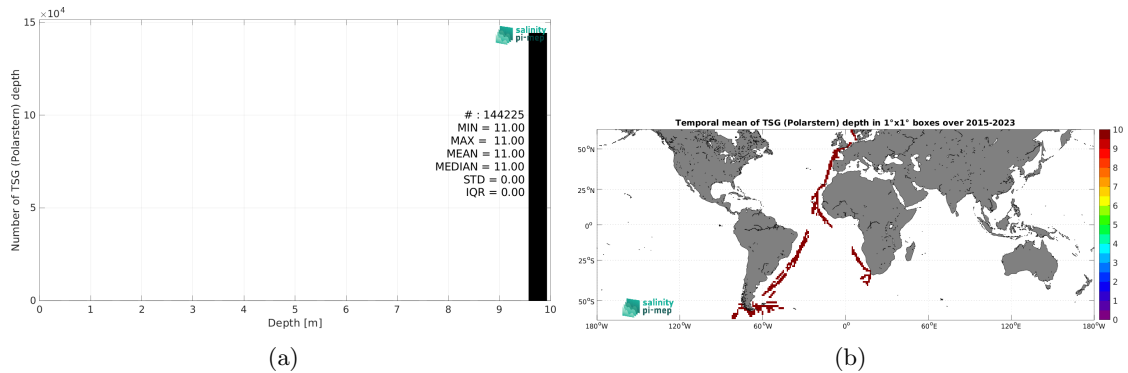 ×10⁴
15
10
5
0
Number of TSG (Polarstern) depth
salinity
pi-mep
# : 144225
MIN = 11.00
MAX = 11.00
MEAN = 11.00
MEDIAN = 11.00
STD = 0.00
IQR = 0.00
0 1 2 3 4 5 6 7 8 9 10
Depth [m]
(a)
Temporal mean of TSG (Polarstern) depth in 1°x1° boxes over 2015-2023
50°N
25°N
0°
25°S
50°S
salinity
pi-mep
180°W 120°W 60°W 0° 60°E 120°E 180°E
10
9
8
7
6
5
4
3
2
1
0
(b)